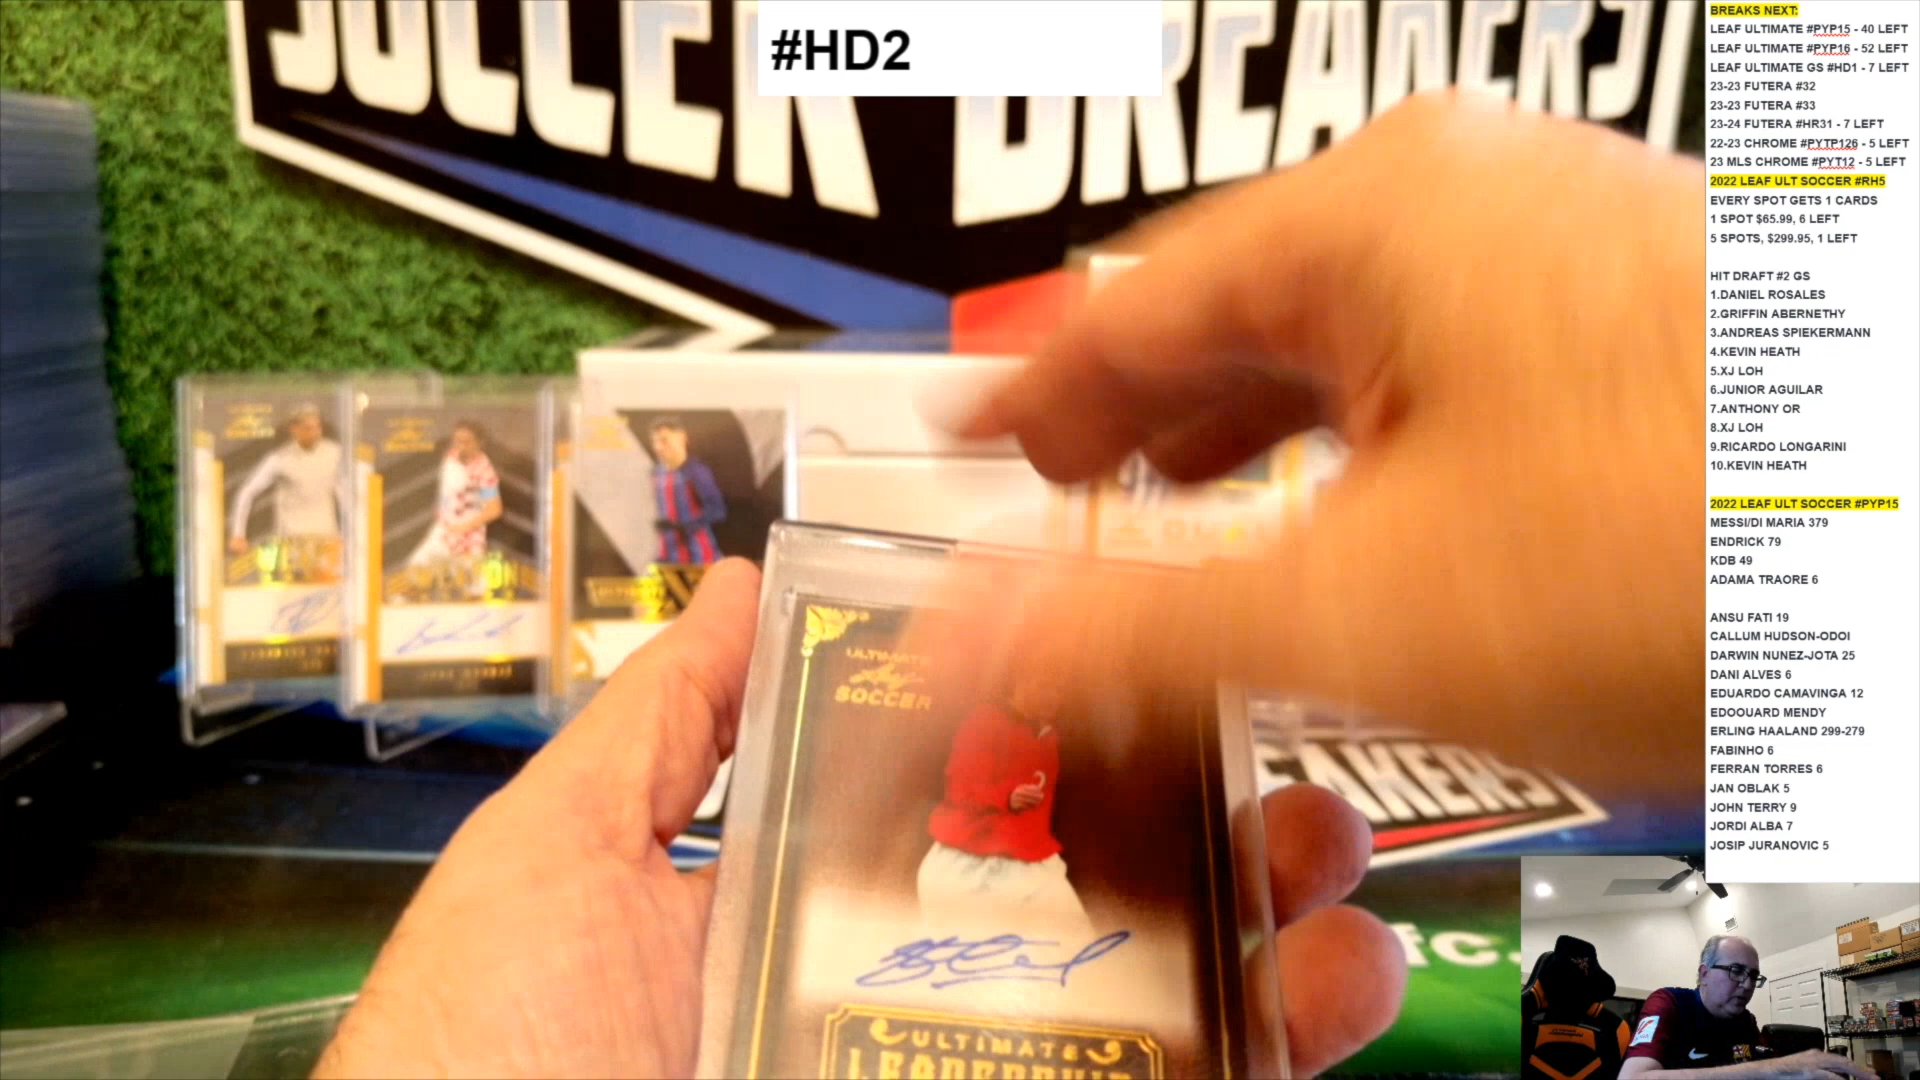 SOCCER BREAKERS
#HD2
BREAKS NEXT:
LEAF ULTIMATE #PYP15 - 40 LEFT
LEAF ULTIMATE #PYP16 - 52 LEFT
LEAF ULTIMATE GS #HD1 - 7 LEFT
23-23 FUTERA #32
23-23 FUTERA #33
23-24 FUTERA #HR31 - 7 LEFT
22-23 CHROME #PYTP126 - 5 LEFT
23 MLS CHROME #PYT12 - 5 LEFT
2022 LEAF ULT SOCCER #RH5
EVERY SPOT GETS 1 CARDS
1 SPOT $65.99, 6 LEFT
5 SPOTS, $299.95, 1 LEFT
HIT DRAFT #2 GS
1.DANIEL ROSALES
2.GRIFFIN ABERNETHY
3.ANDREAS SPIEKERMANN
4.KEVIN HEATH
5.XJ LOH
6.JUNIOR AGUILAR
7.ANTHONY OR
8.XJ LOH
9.RICARDO LONGARINI
10.KEVIN HEATH
2022 LEAF ULT SOCCER #PYP15
MESSI/DI MARIA 379
ENDRICK 79
KDB 49
ADAMA TRAORE 6
ANSU FATI 19
CALLUM HUDSON-ODOI
DARWIN NUNEZ-JOTA 25
DANI ALVES 6
EDUARDO CAMAVINGA 12
EDOOUARD MENDY
ERLING HAALAND 299-279
FABINHO 6
FERRAN TORRES 6
JAN OBLAK 5
JOHN TERRY 9
JORDI ALBA 7
JOSIP JURANOVIC 5
ULTIMATE
Leaf
SOCCER
ULTIMATE
EAKERS
fc.